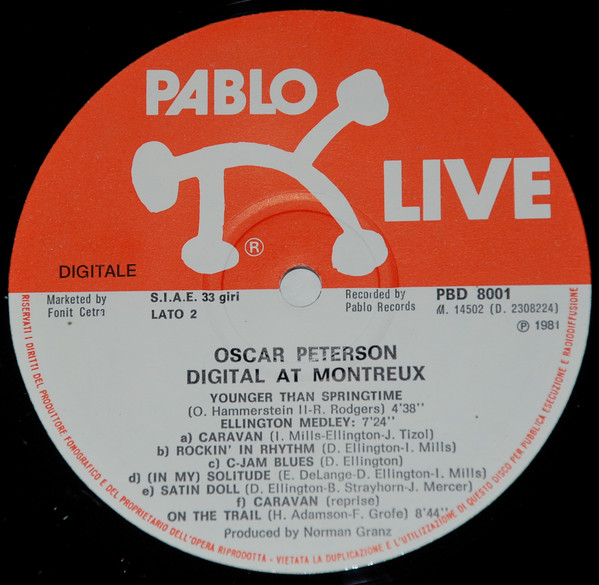 PABLO
LIVE
®
DIGITALE
Marketed by
Fonit Cetra
S.I.A.E. 33 giri
LATO 2
Recorded by
Pablo Records
PBD 8001
M. 14502 (D. 2308224)
℗ 1981
OSCAR PETERSON
DIGITAL AT MONTREUX
YOUNGER THAN SPRINGTIME
(O. Hammerstein II-R. Rodgers) 4'38''
ELLINGTON MEDLEY: 7'24''
a) CARAVAN (I. Mills-Ellington-J. Tizol)
b) ROCKIN' IN RHYTHM (D. Ellington-I. Mills)
c) C-JAM BLUES (D. Ellington)
d) (IN MY) SOLITUDE (E. DeLange-D. Ellington-I. Mills)
e) SATIN DOLL (D. Ellington-B. Strayhorn-J. Mercer)
f) CARAVAN (reprise)
ON THE TRAIL (H. Adamson-F. Grofe) 8'44''
Produced by Norman Granz
RISERVATI I DIRITTI DEL PRODUTTORE FONOGRAFICO E DEL PROPRIETARIO DELL'OPERA RIPRODOTTA - VIETATA LA DUPLICAZIONE E L'UTILIZZAZIONE DI QUESTO DISCO PER PUBBLICA ESECUZIONE E RADIODIFFUSIONE